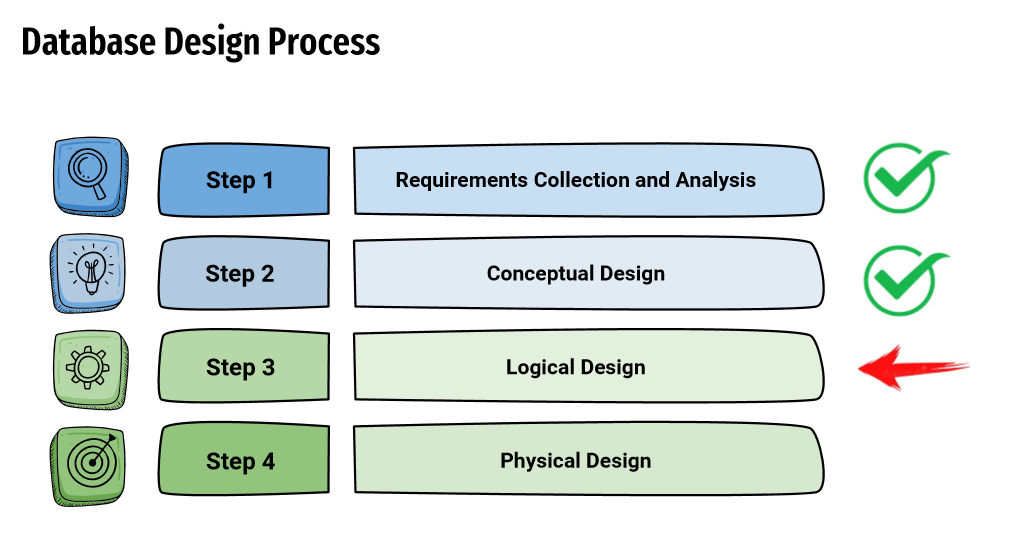 Database Design Process
Step 1
Requirements Collection and Analysis
Step 2
Conceptual Design
Step 3
Logical Design
Step 4
Physical Design